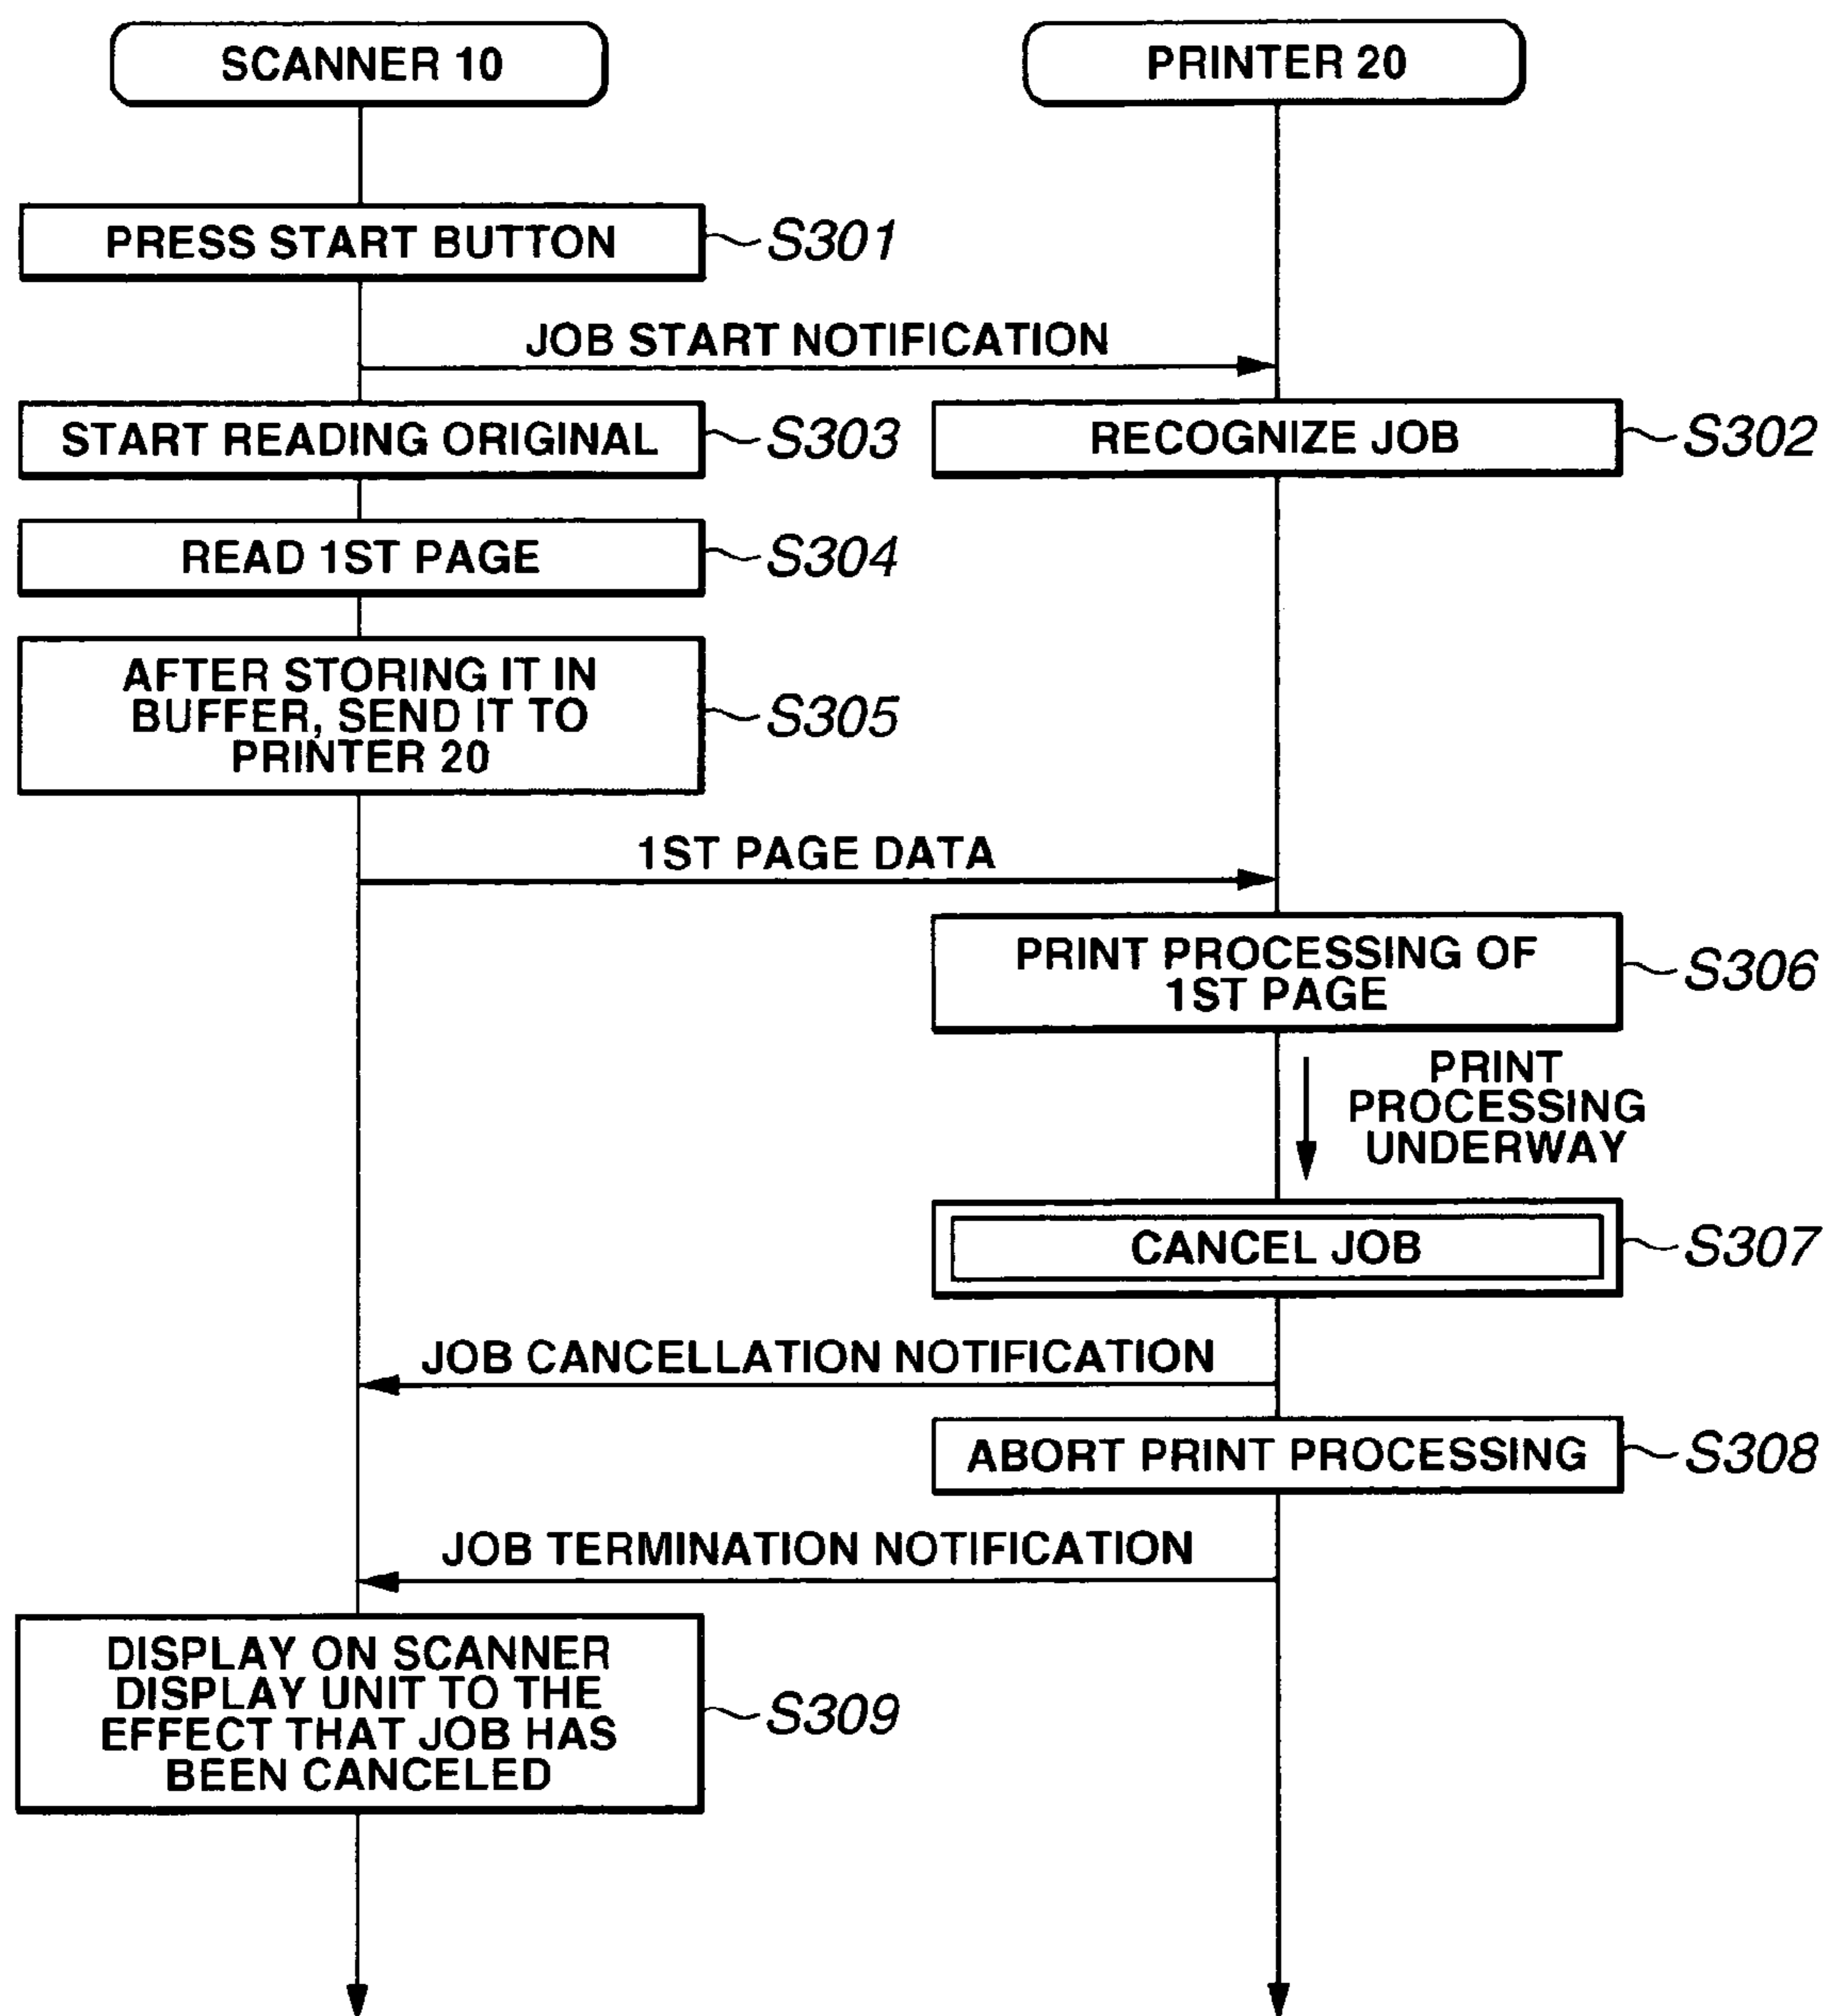 SCANNER 10
PRINTER 20
PRESS START BUTTON
S301
JOB START NOTIFICATION
START READING ORIGINAL
S303
RECOGNIZE JOB
S302
READ 1ST PAGE
S304
AFTER STORING IT IN
BUFFER, SEND IT TO
PRINTER 20
S305
1ST PAGE DATA
PRINT PROCESSING OF
1ST PAGE
S306
PRINT
PROCESSING
UNDERWAY
CANCEL JOB
S307
JOB CANCELLATION NOTIFICATION
ABORT PRINT PROCESSING
S308
JOB TERMINATION NOTIFICATION
DISPLAY ON SCANNER
DISPLAY UNIT TO THE
EFFECT THAT JOB HAS
BEEN CANCELED
S309